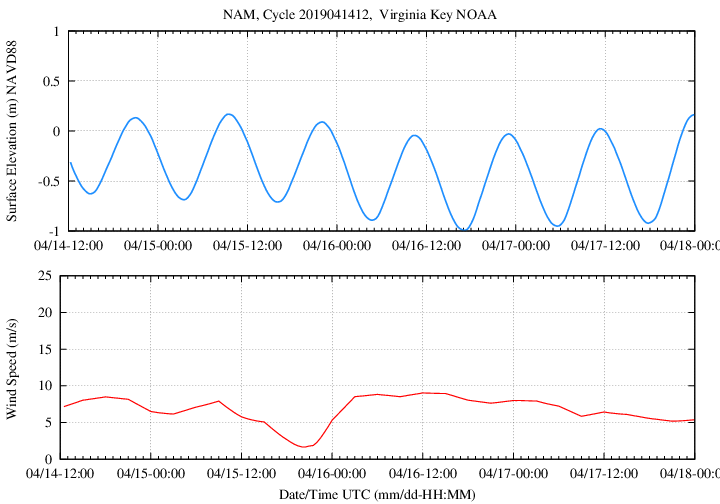 NAM, Cycle 2019041412,  Virginia Key NOAA
Surface Elevation (m) NAVD88
1
0.5
0
-0.5
-1
04/14-12:00 04/15-00:00 04/15-12:00 04/16-00:00 04/16-12:00 04/17-00:00 04/17-12:00 04/18-00:0
Wind Speed (m/s)
25
20
15
10
5
0
04/14-12:00 04/15-00:00 04/15-12:00 04/16-00:00 04/16-12:00 04/17-00:00 04/17-12:00 04/18-00:0
Date/Time UTC (mm/dd-HH:MM)